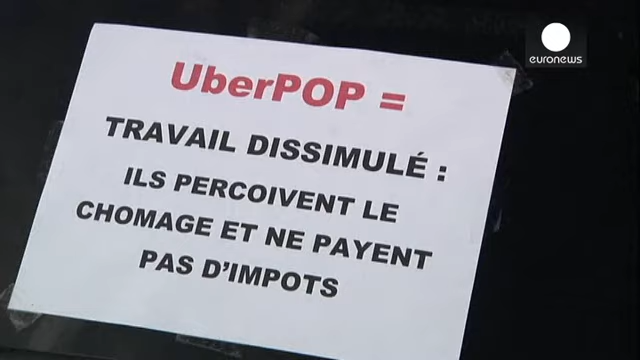 euronews
UberPOP =
TRAVAIL DISSIMULÉ :
ILS PERCOIVENT LE
CHOMAGE ET NE PAYENT
PAS D'IMPOTS